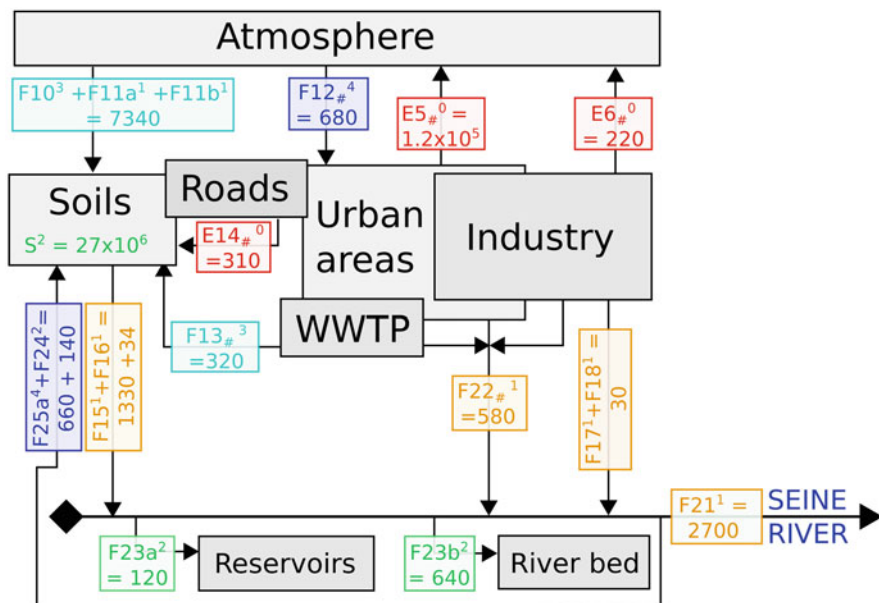 Atmosphere
F10³ +F11a¹ +F11b¹
= 7340
F12#⁴
= 680
E5#⁰ =
1.2x10⁵
E6#⁰
= 220
Roads
Soils
S² = 27x10⁶
E14#⁰
=310
Urban
areas
Industry
WWTP
F13#³
=320
F25a⁴+F24²=
660 + 140
F15¹+F16¹ =
1330 +34
F22#¹
=580
F17¹+F18¹ =
30
F21¹ =
2700
SEINE
RIVER
F23a²
= 120
Reservoirs
F23b²
= 640
River bed